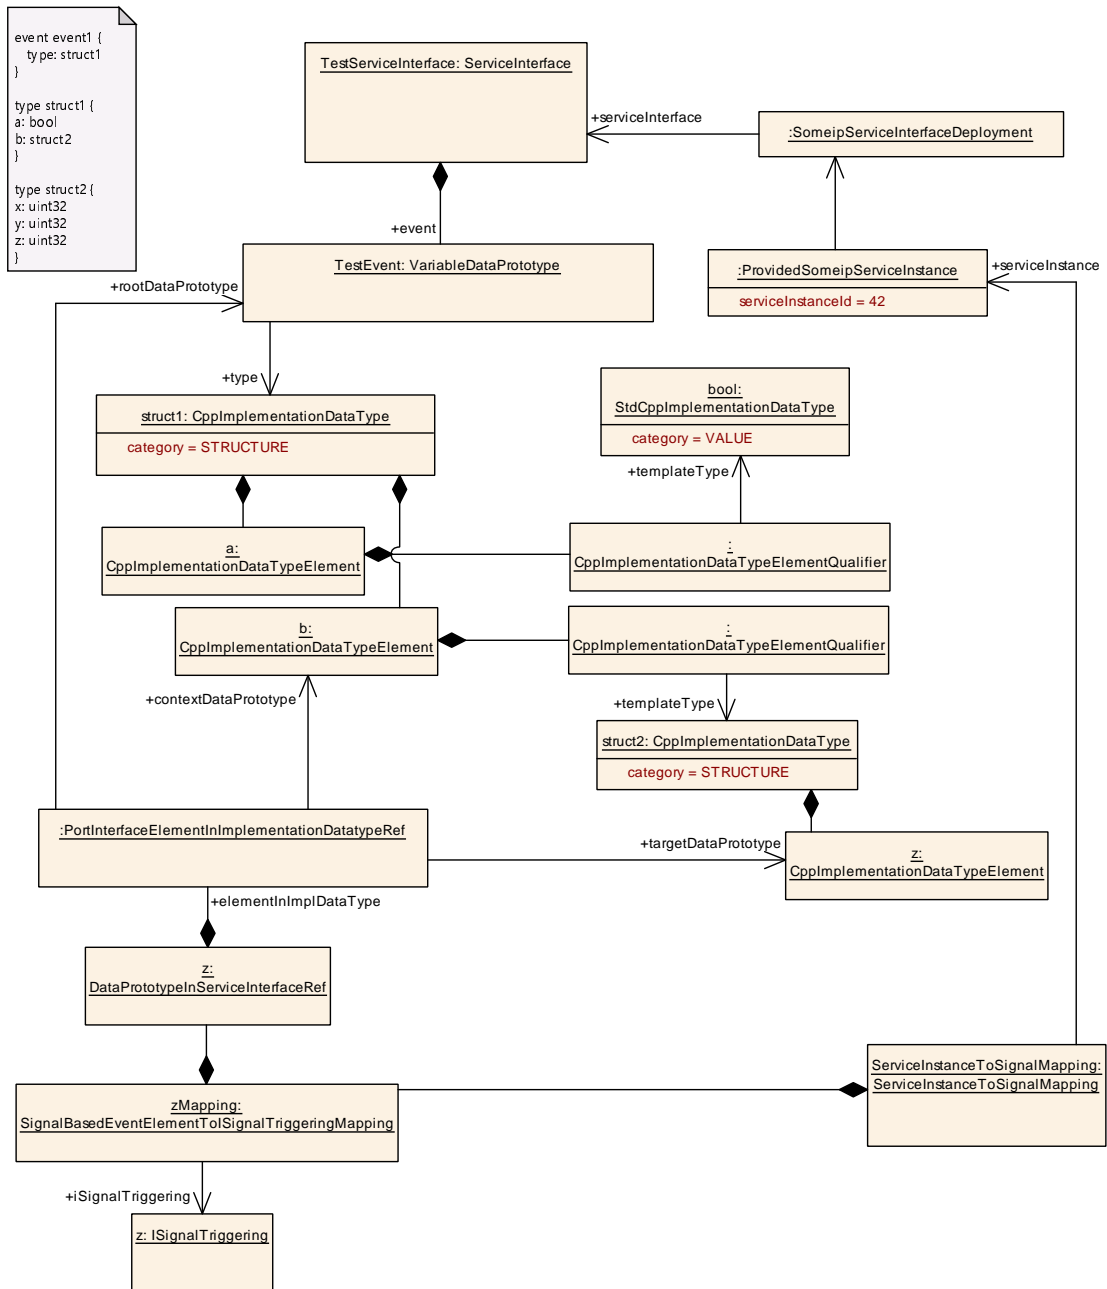 event event1 {
type: struct1
}
type struct1 {
a: bool
b: struct2
}
type struct2 {
x: uint32
y: uint32
z: uint32
}
TestServiceInterface: ServiceInterface
+serviceInterface
:SomeipServiceInterfaceDeployment
+event
TestEvent: VariableDataPrototype
:ProvidedSomeipServiceInstance
serviceInstanceId = 42
+serviceInstance
+rootDataPrototype
+type
struct1: CppImplementationDataType
category = STRUCTURE
bool:
StdCppImplementationDataType
category = VALUE
+templateType
a:
CppImplementationDataTypeElement
:
CppImplementationDataTypeElementQualifier
b:
CppImplementationDataTypeElement
:
CppImplementationDataTypeElementQualifier
+contextDataPrototype
+templateType
struct2: CppImplementationDataType
category = STRUCTURE
:PortInterfaceElementInImplementationDatatypeRef
+targetDataPrototype
z:
CppImplementationDataTypeElement
+elementInImplDataType
z:
DataPrototypeInServiceInterfaceRef
zMapping:
SignalBasedEventElementToISignalTriggeringMapping
ServiceInstanceToSignalMapping:
ServiceInstanceToSignalMapping
+iSignalTriggering
z: ISignalTriggering